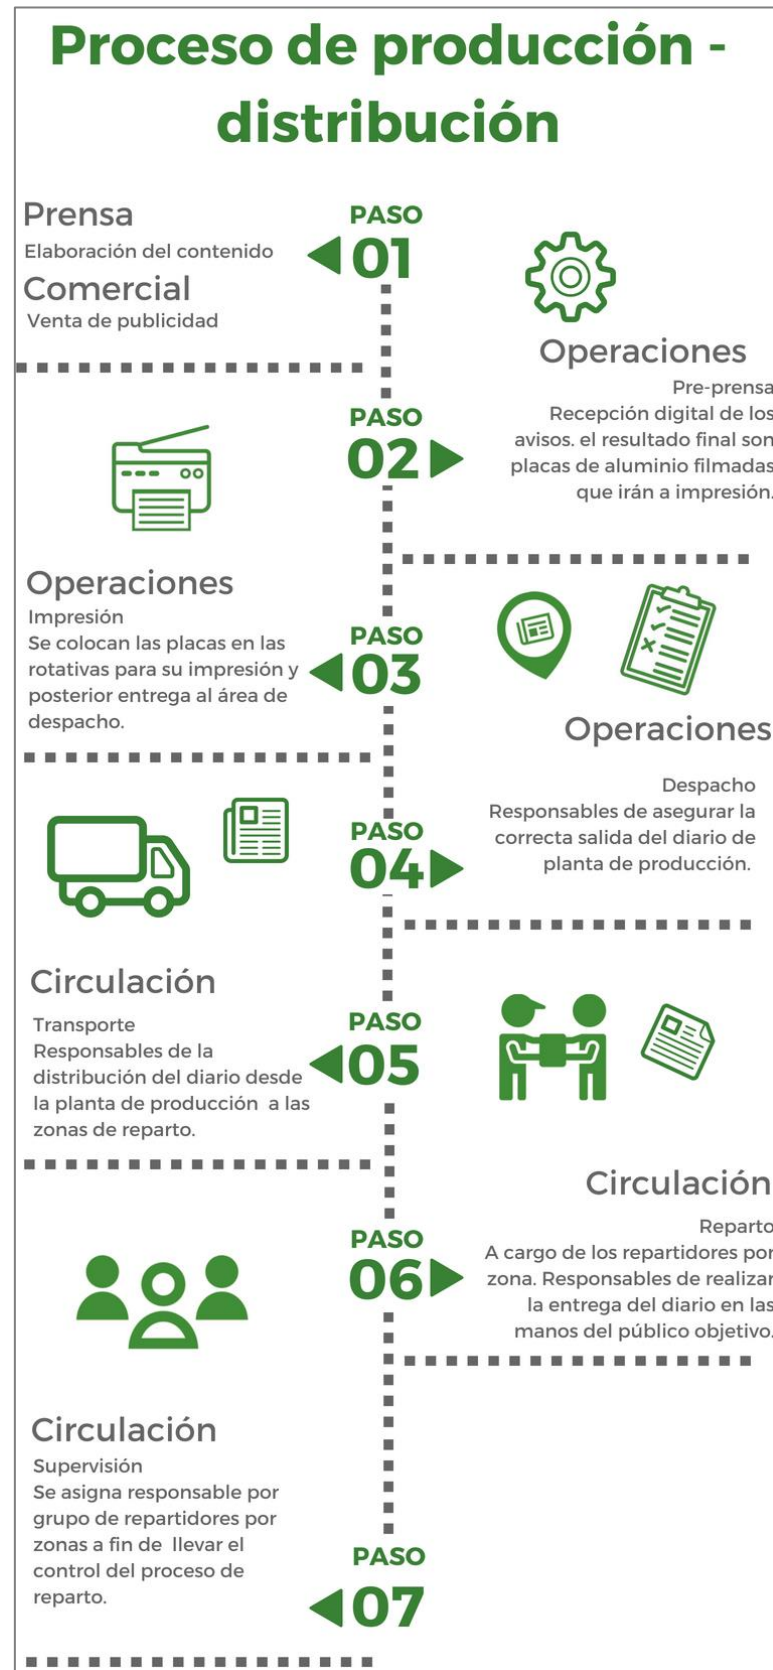 Proceso de producción -
distribución
PASO
01
Prensa
Elaboración del contenido
Comercial
Venta de publicidad
PASO
02
Operaciones
Pre-prensa
Recepción digital de los
avisos. el resultado final son
placas de aluminio filmadas
que irán a impresión.
PASO
03
Operaciones
Impresión
Se colocan las placas en las
rotativas para su impresión y
posterior entrega al área de
despacho.
PASO
04
Operaciones
Despacho
Responsables de asegurar la
correcta salida del diario de
planta de producción.
PASO
05
Circulación
Transporte
Responsables de la
distribución del diario desde
la planta de producción a las
zonas de reparto.
PASO
06
Circulación
Reparto
A cargo de los repartidores por
zona. Responsables de realizar
la entrega del diario en las
manos del público objetivo.
PASO
07
Circulación
Supervisión
Se asigna responsable por
grupo de repartidores por
zonas a fin de llevar el
control del proceso de
reparto.